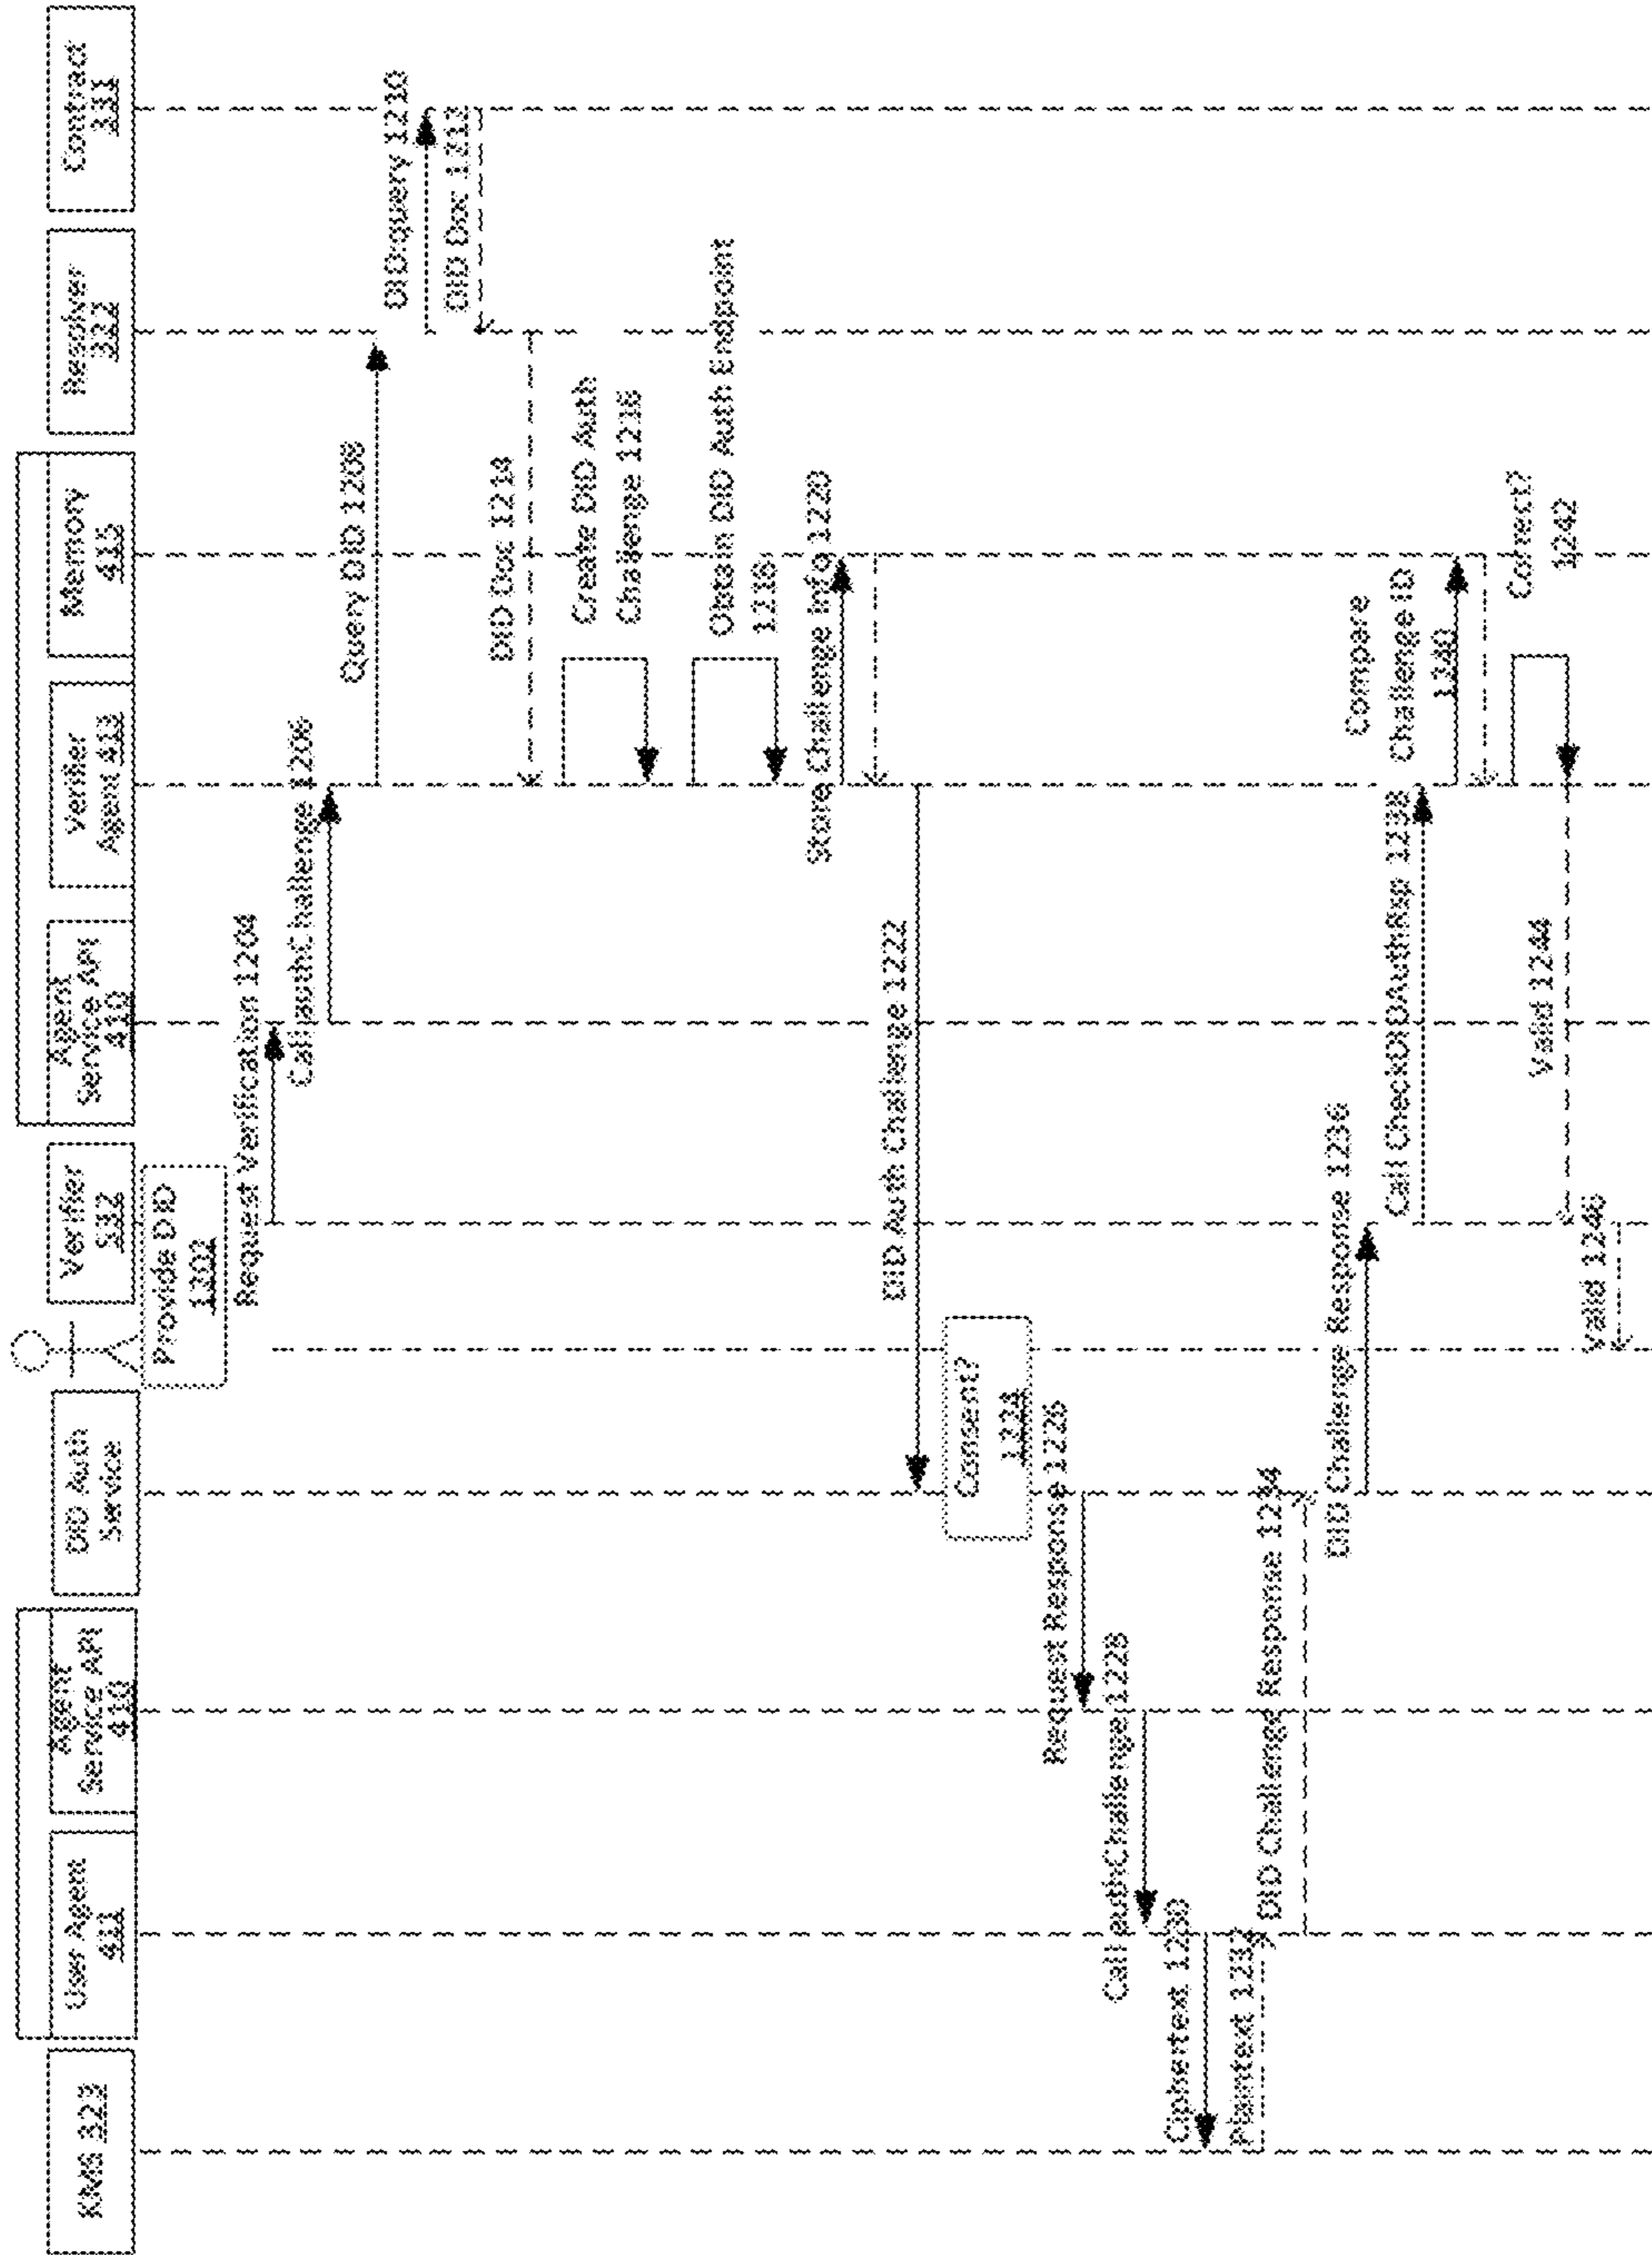 KMS 323
User Agent
411
Agent
Service API
410
DID Auth
Service
Verifier
532
Agent
Service API
410
Verifier
Agent 413
Memory
415
Resolver
322
Contract
331
Provide DID
1202
Request Verification 1204
Call authChallenge 1206
Query DID 1208
DID query 1210
DID Doc 1212
DID Doc 1214
Create DID Auth
Challenge 1216
Obtain DID Auth Endpoint
1218
Store Challenge Info 1220
DID Auth Challenge 1222
Consent?
1224
Request Response 1226
Call authChallenge 1228
Ciphertext 1230
Plaintext 1232
DID Challenge Response 1234
DID Challenge Response 1236
Call CheckDIDAuthRsp 1238
Compare
Challenge ID
1240
Correct?
1242
Valid 1244
Valid 1246